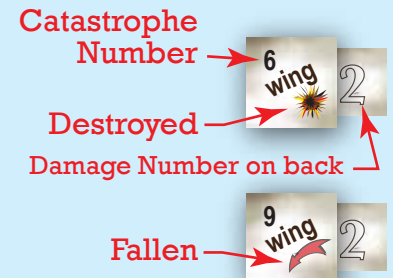 Catastrophe
Number
6
wing
2
Destroyed
Damage Number on back
9
wing
2
Fallen